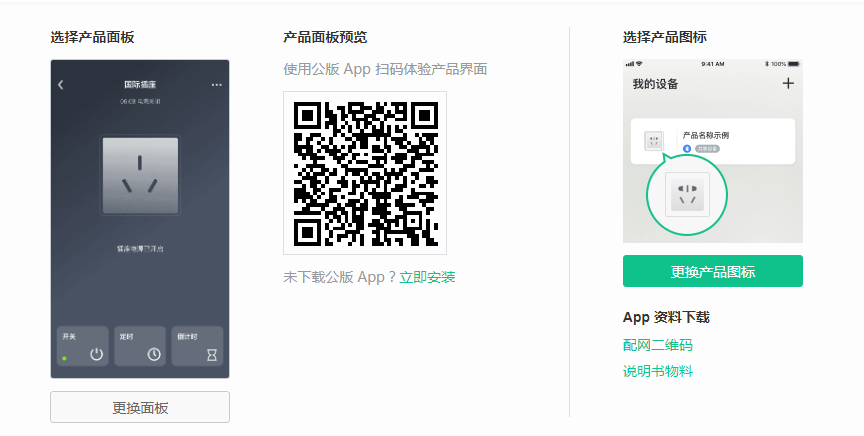 选择产品面板
国际插座
更换面板
开关
定时
倒计时
产品面板预览
使用公版 App 扫码体验产品界面
未下载公版 App？立即安装
选择产品图标
9:41 AM
100%
我的设备
产品名称示例
更换产品图标
App 资料下载
配网二维码
说明书物料